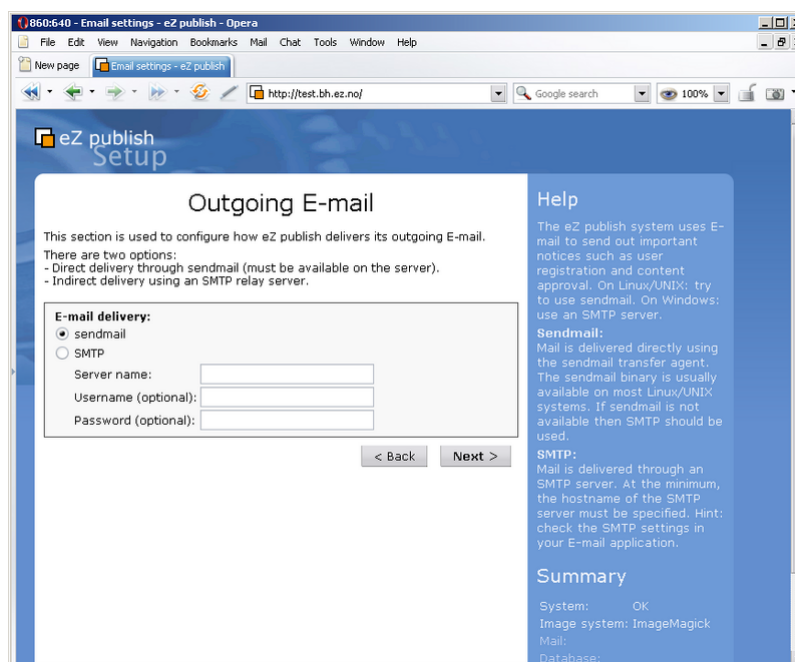 860:640 - Email settings - eZ publish - Opera
File Edit View Navigation Bookmarks Mail Chat Tools Window Help
New page Email settings - eZ publish
http://test.bh.ez.no/ Google search 100%
eZ publish
Setup
Outgoing E-mail
This section is used to configure how eZ publish delivers its outgoing E-mail.
There are two options:
- Direct delivery through sendmail (must be available on the server).
- Indirect delivery using an SMTP relay server.
E-mail delivery:
sendmail
SMTP
Server name:
Username (optional):
Password (optional):
< Back Next >
Help
The eZ publish system uses E-
mail to send out important
notices such as user
registration and content
approval. On Linux/UNIX: try
to use sendmail. On Windows:
use an SMTP server.
Sendmail:
Mail is delivered directly using
the sendmail transfer agent.
The sendmail binary is usually
available on most Linux/UNIX
systems. If sendmail is not
available then SMTP should be
used.
SMTP:
Mail is delivered through an
SMTP server. At the minimum,
the hostname of the SMTP
server must be specified. Hint:
check the SMTP settings in
your E-mail application.
Summary
System: OK
Image system: ImageMagick
Mail:
Database: